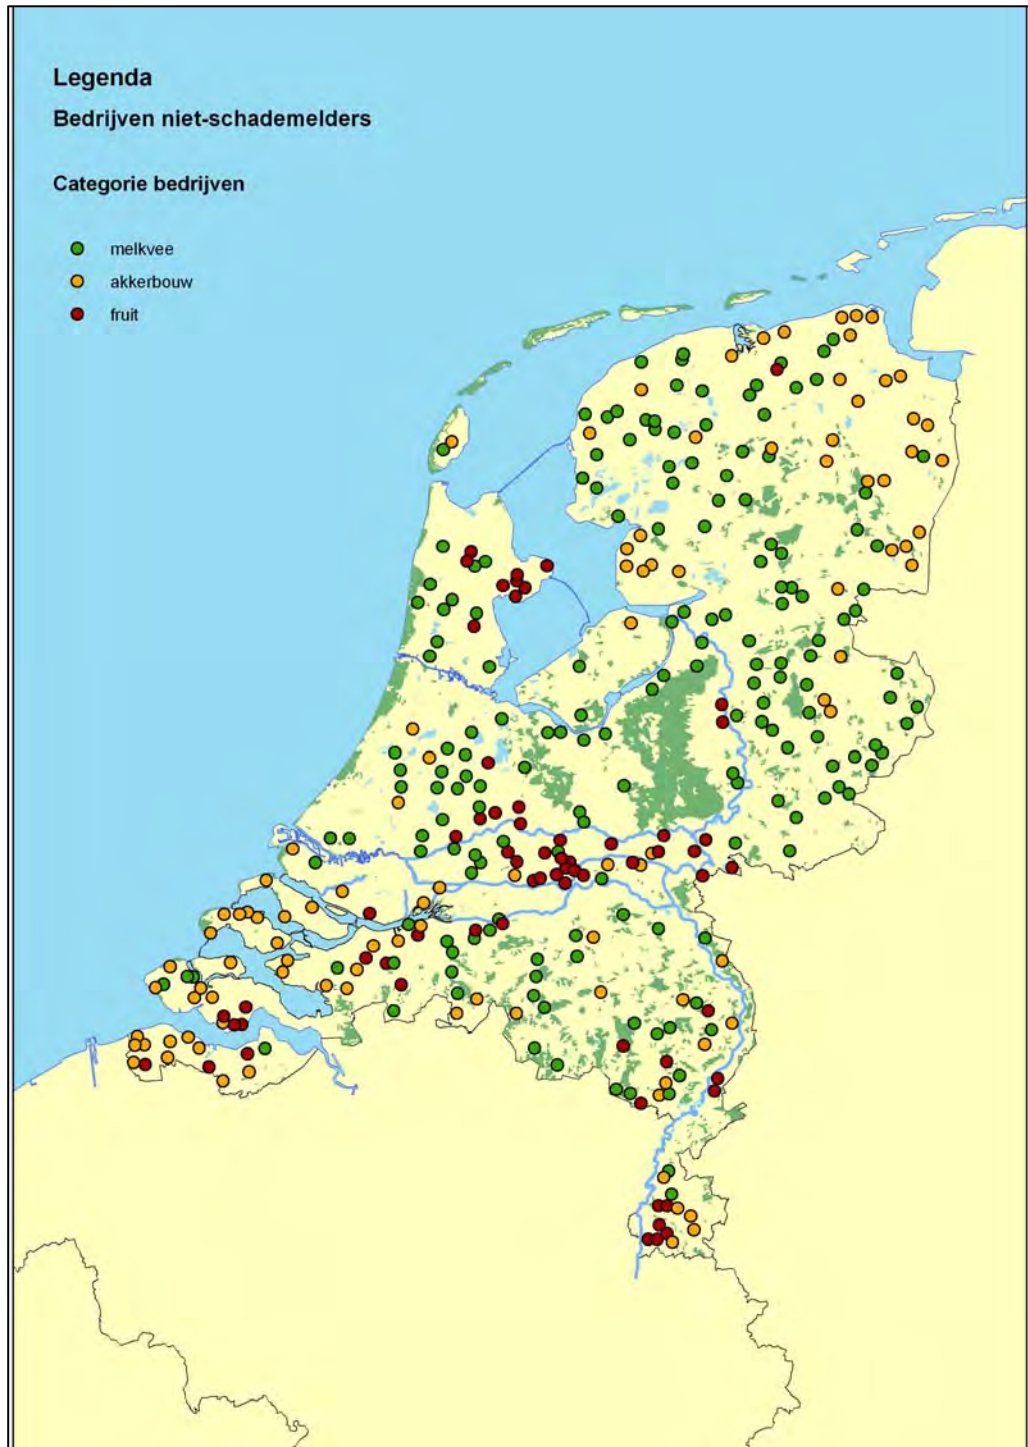 Legenda
Bedrijven niet-schademelders
Categorie bedrijven
melkvee
akkerbouw
fruit